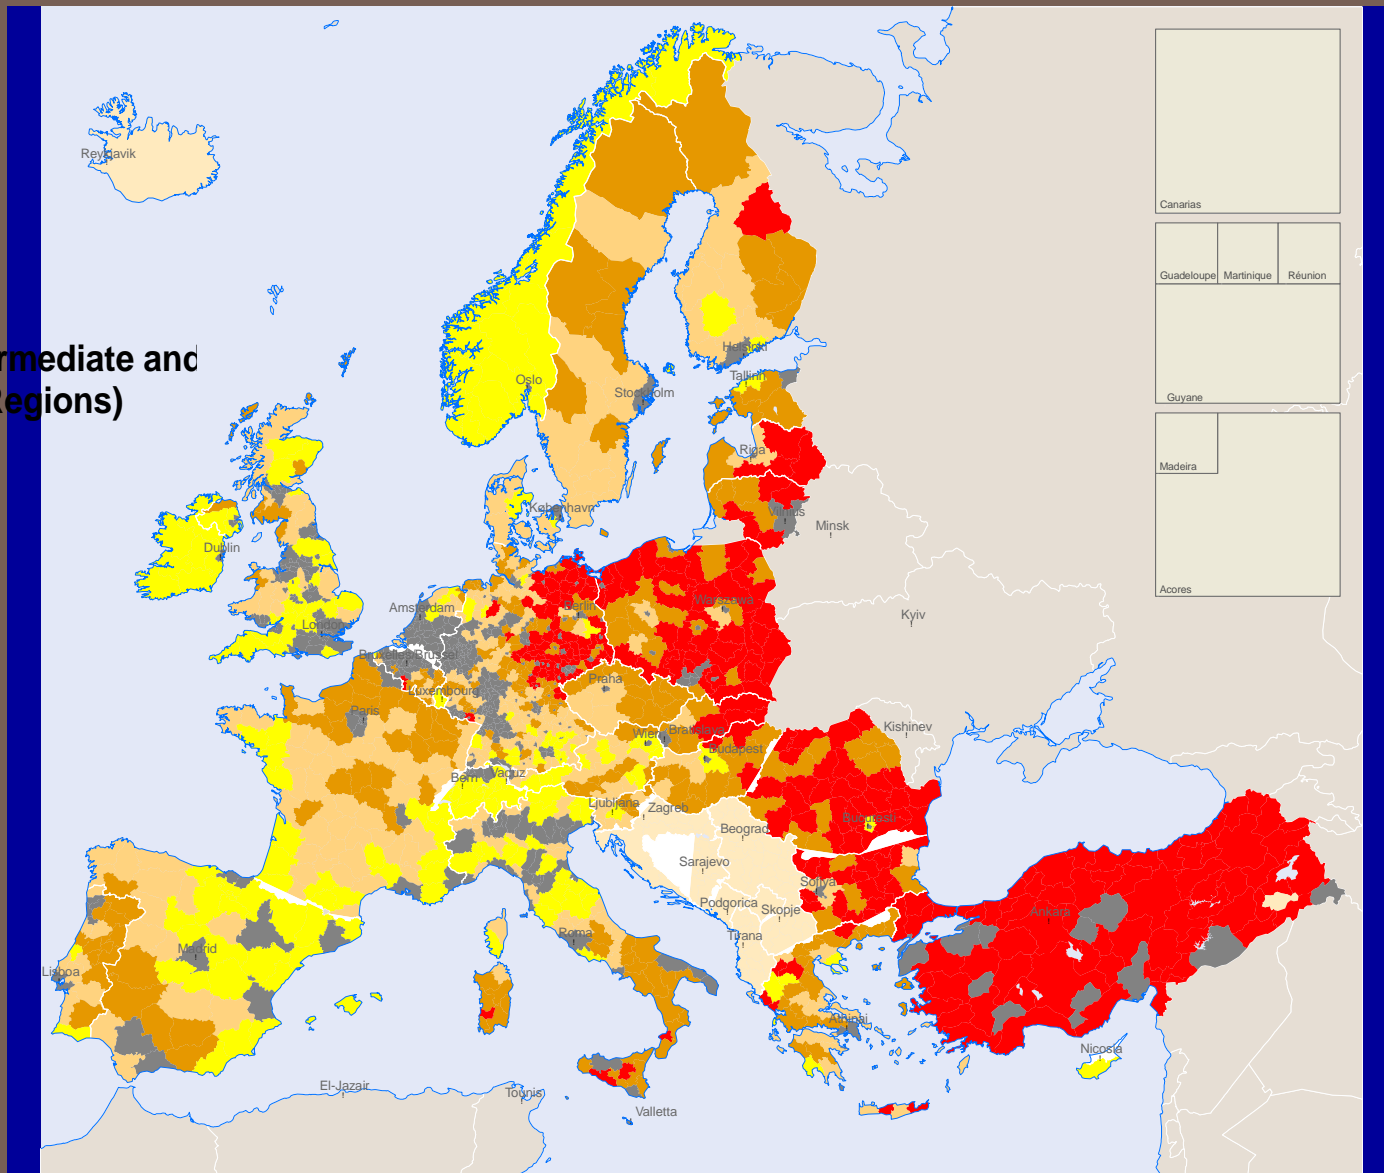 rmediate and
Regions)
Reykjavik
Oslo
Stockholm
Helsinki
Tallinn
Riga
Vilnius
Minsk
København
Dublin
London
Amsterdam
Bruxelles/Brussel
Luxembourg
Paris
Berlin
Warszawa
Kyiv
Praha
Kishinev
Wien
Bratislava
Budapest
Bern
Vaduz
Ljubljana
Zagreb
Beograd
Bucuresti
Sarajevo
Sofiya
Podgorica
Skopje
Tirana
Ankara
Roma
Madrid
Lisboa
Athinai
Nicosia
El-Jazair
Tounis
Valletta
Canarias
Guadeloupe
Martinique
Réunion
Guyane
Madeira
Acores